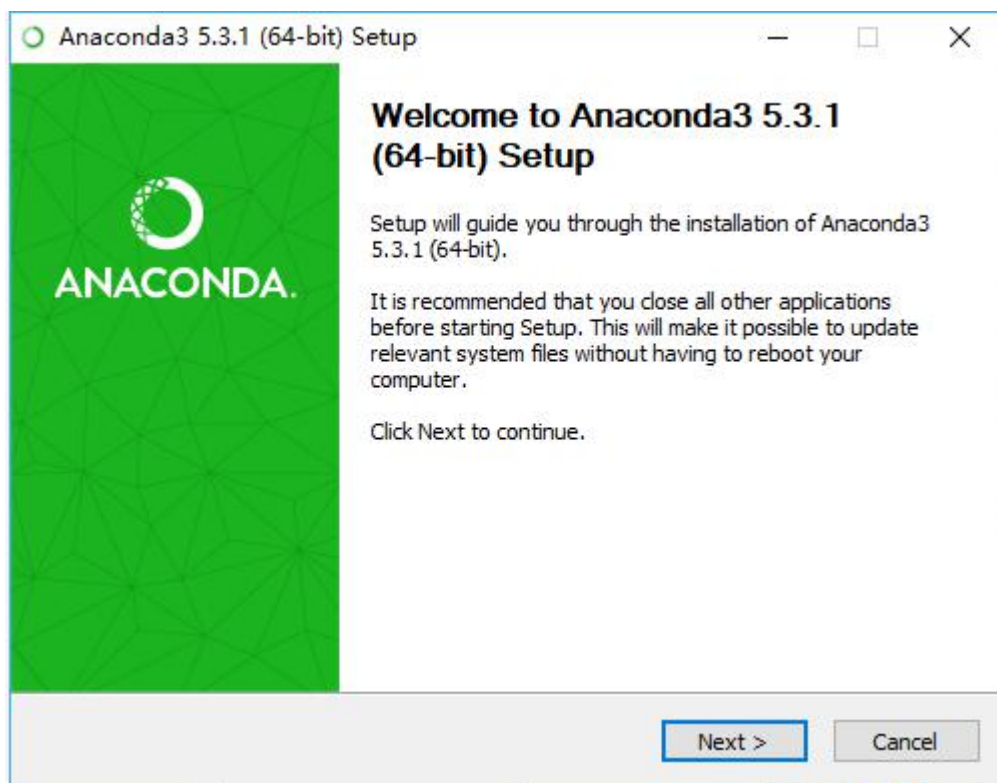 Anaconda3 5.3.1 (64-bit) Setup
ANACONDA.
Welcome to Anaconda3 5.3.1
(64-bit) Setup
Setup will guide you through the installation of Anaconda3
5.3.1 (64-bit).
It is recommended that you close all other applications
before starting Setup. This will make it possible to update
relevant system files without having to reboot your
computer.
Click Next to continue.
Next >
Cancel